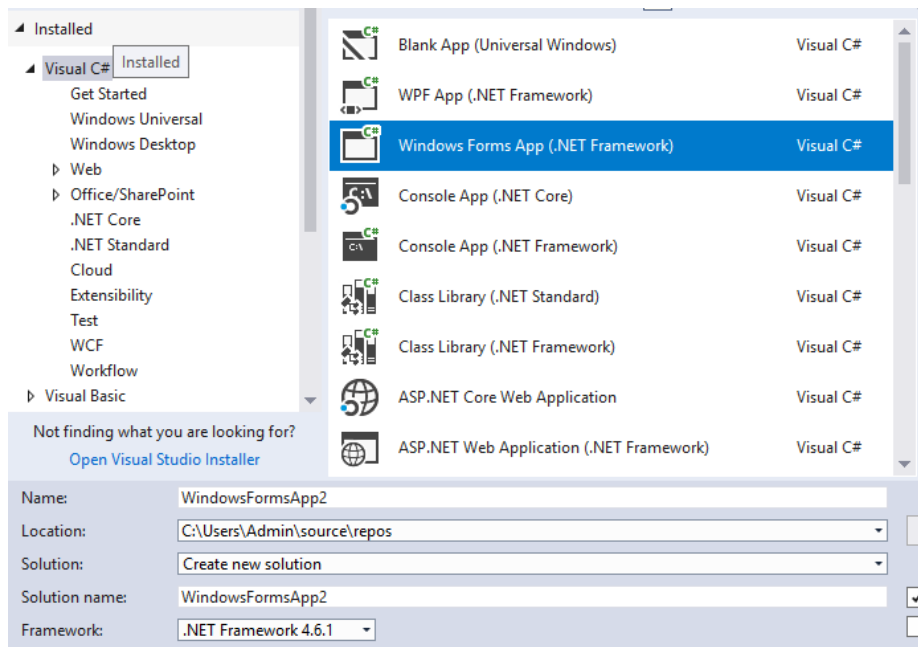 Installed
Visual C#
Installed
Get Started
Windows Universal
Windows Desktop
Web
Office/SharePoint
.NET Core
.NET Standard
Cloud
Extensibility
Test
WCF
Workflow
Visual Basic
Not finding what you are looking for?
Open Visual Studio Installer
C# Blank App (Universal Windows) Visual C#
C# WPF App (.NET Framework) Visual C#
C# Windows Forms App (.NET Framework) Visual C#
C:\ Console App (.NET Core) Visual C#
C# C:\ Console App (.NET Framework) Visual C#
C# Class Library (.NET Standard) Visual C#
C# Class Library (.NET Framework) Visual C#
ASP.NET Core Web Application Visual C#
ASP.NET Web Application (.NET Framework) Visual C#
Name: WindowsFormsApp2
Location: C:\Users\Admin\source\repos
Solution: Create new solution
Solution name: WindowsFormsApp2
Framework: .NET Framework 4.6.1